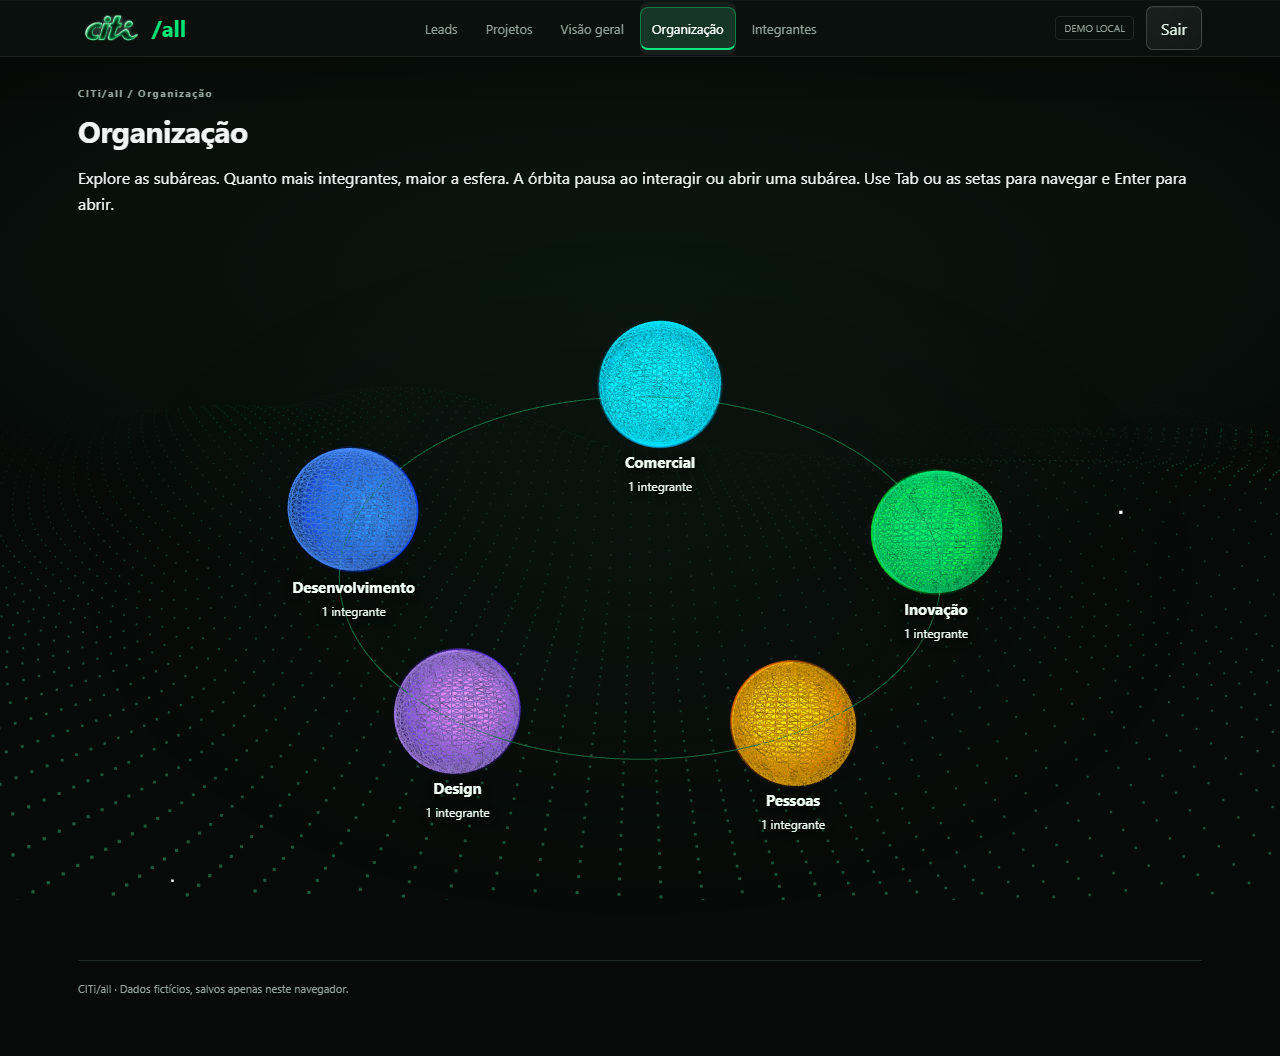 citi /all
Leads
Projetos
Visão geral
Organização
Integrantes
DEMO LOCAL
Sair
CITi/all / Organização
Organização
Explore as subáreas. Quanto mais integrantes, maior a esfera. A órbita pausa ao interagir ou abrir uma subárea. Use Tab ou as setas para navegar e Enter para
abrir.
Comercial
1 integrante
Desenvolvimento
1 integrante
Inovação
1 integrante
Design
1 integrante
Pessoas
1 integrante
CITi/all · Dados fictícios, salvos apenas neste navegador.